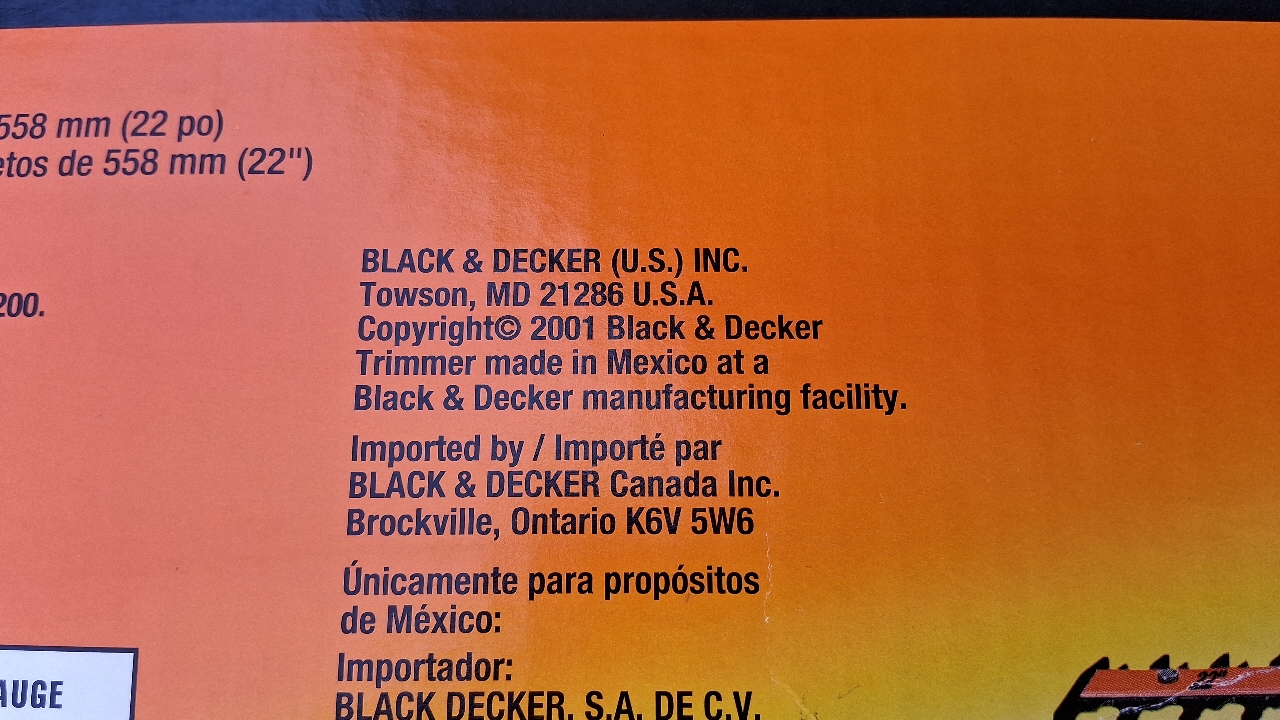 558 mm (22 po)
etos de 558 mm (22")
200.
BLACK & DECKER (U.S.) INC.
Towson, MD 21286 U.S.A.
Copyright© 2001 Black & Decker
Trimmer made in Mexico at a
Black & Decker manufacturing facility.
Imported by / Importé par
BLACK & DECKER Canada Inc.
Brockville, Ontario K6V 5W6
Únicamente para propósitos
de México:
Importador:
BLACK DECKER, S.A. DE C.V.
AUGE
22"